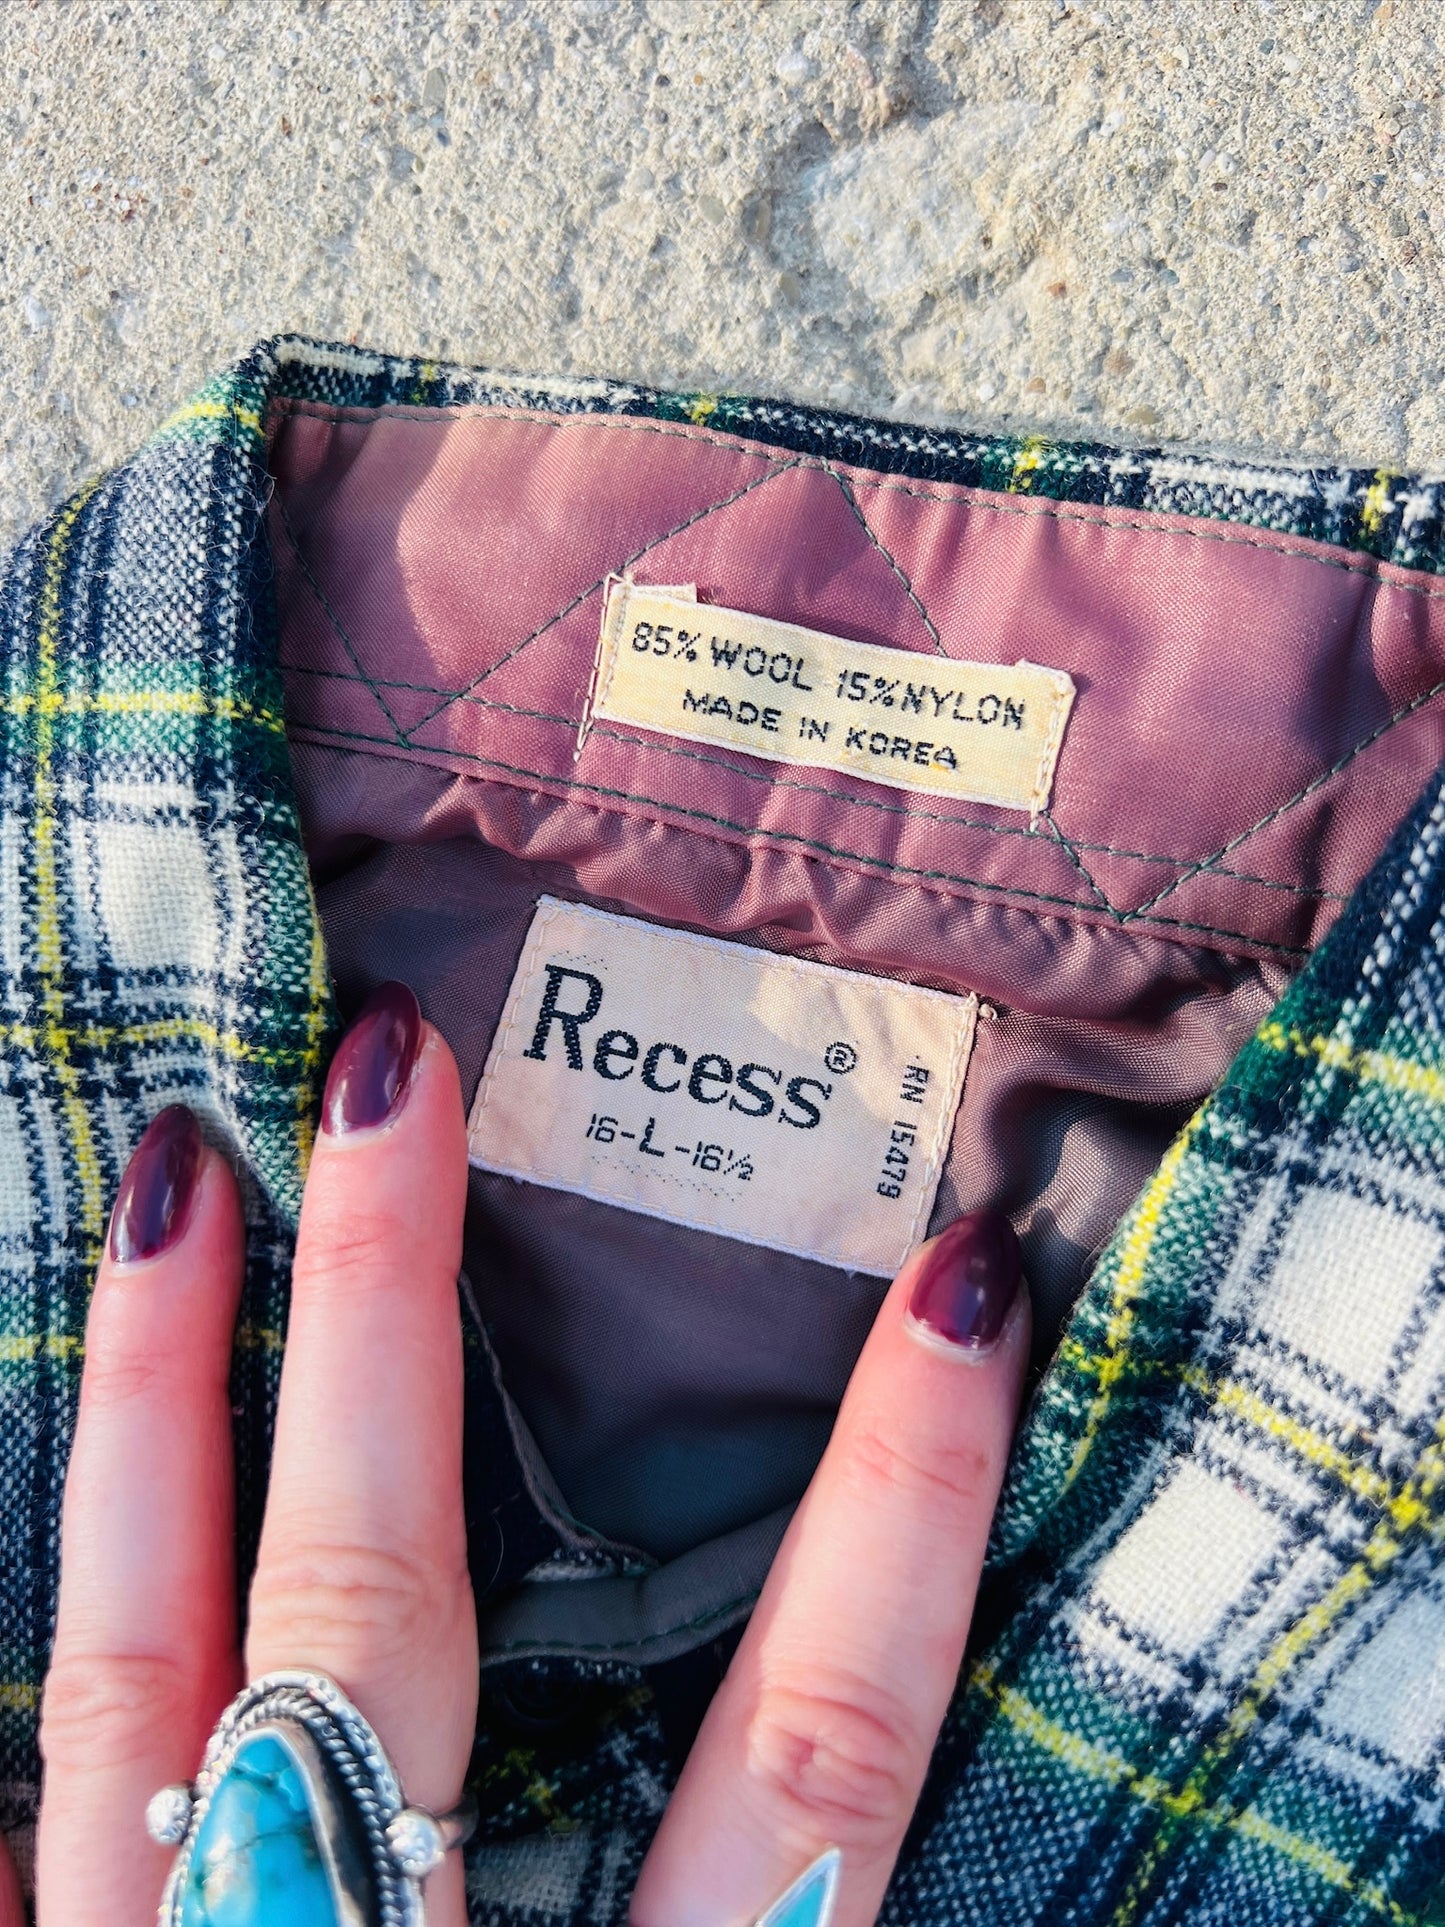 85% WOOL 15% NYLON
MADE IN KOREA
Recess®
16-L-16½
RN 15479